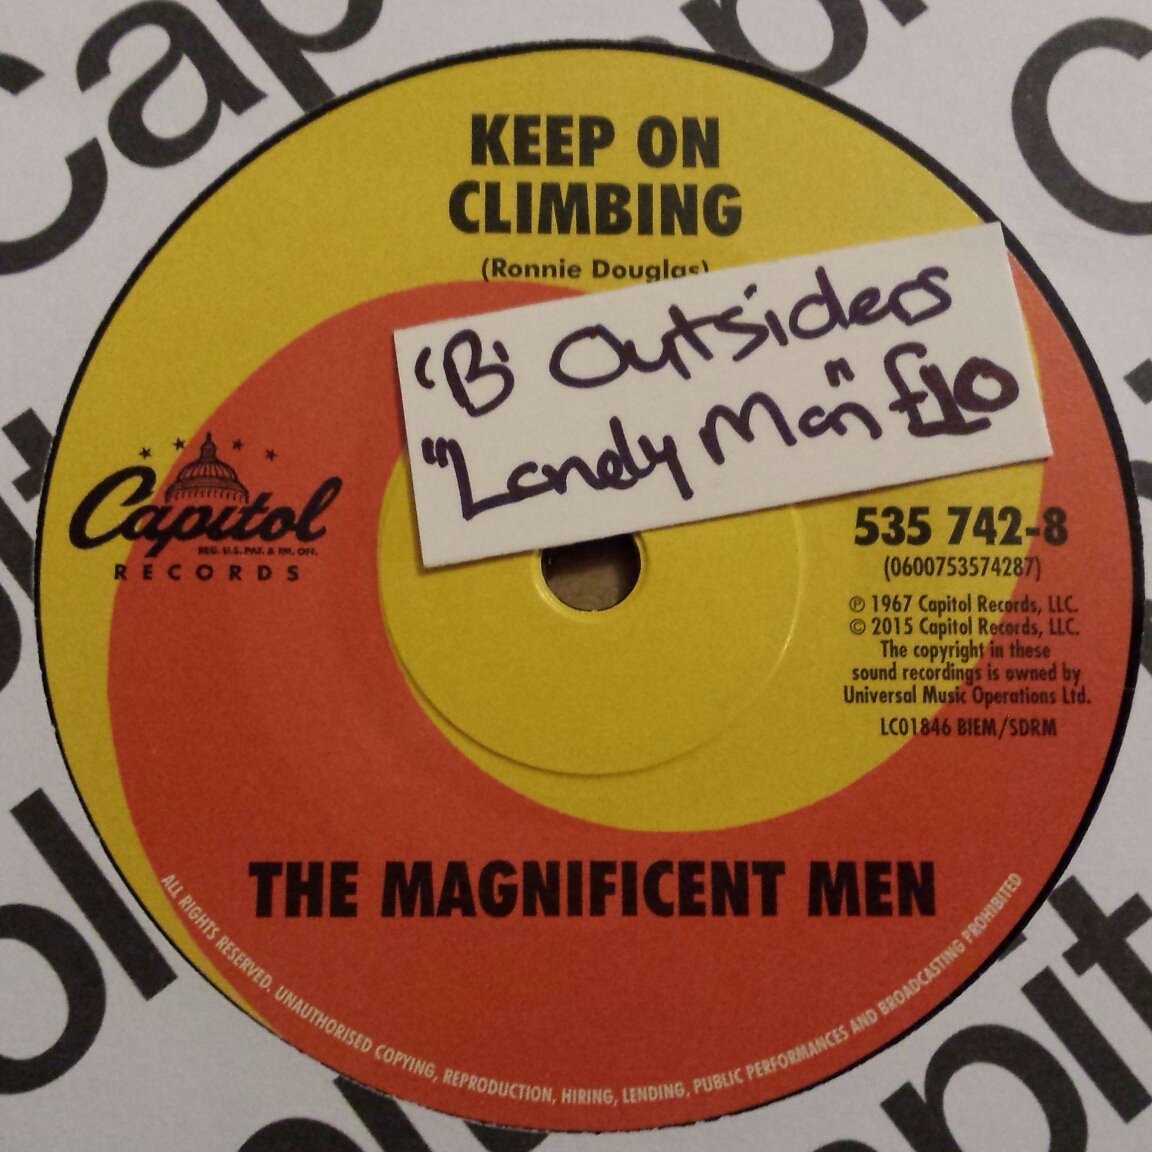 KEEP ON
CLIMBING
(Ronnie Douglas)
'B' Outsiders
"Lonely Man" £10
Capitol
REG. U.S. PAT. & TM. OFF.
RECORDS
535 742-8
(0600753574287)
℗ 1967 Capitol Records, LLC.
© 2015 Capitol Records, LLC.
The copyright in these
sound recordings is owned by
Universal Music Operations Ltd.
LC01846 BIEM/SDRM
THE MAGNIFICENT MEN
ALL RIGHTS RESERVED. UNAUTHORISED COPYING, REPRODUCTION, HIRING, LENDING, PUBLIC PERFORMANCES AND BROADCASTING PROHIBITED